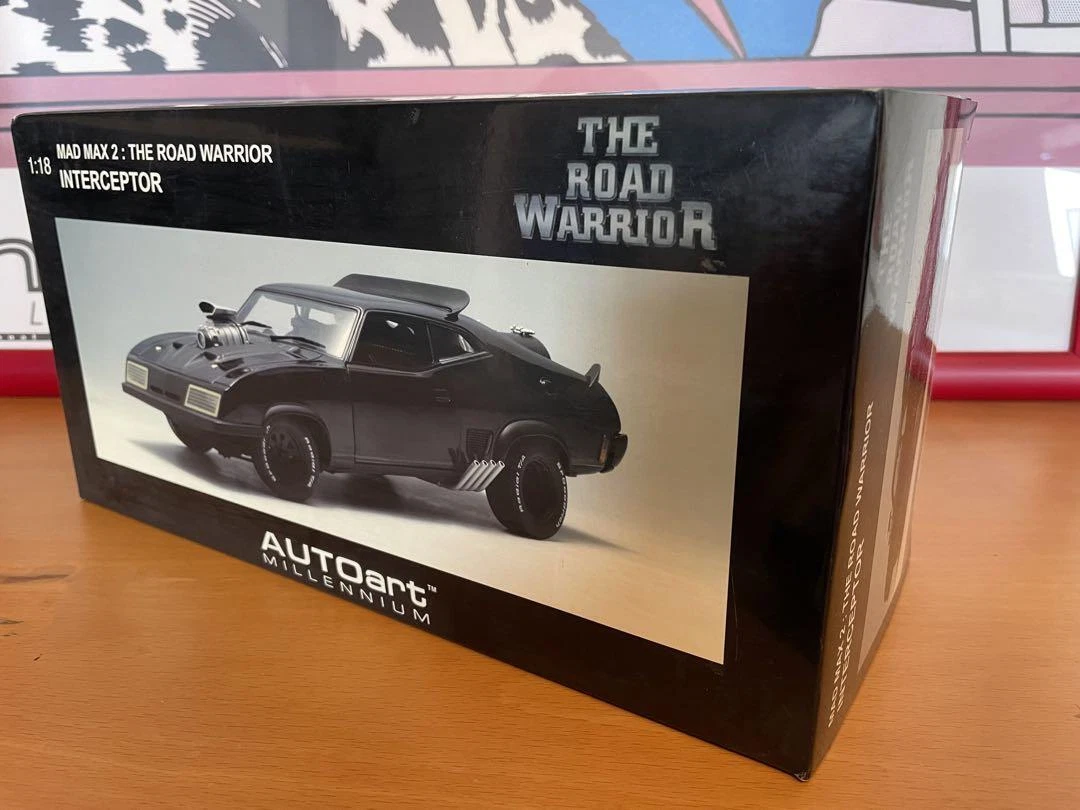 1:18 MAD MAX 2 : THE ROAD WARRIOR
INTERCEPTOR
THE
ROAD
WARRIOR
AUTOart™
MILLENNIUM
MAD MAX 2 : THE ROAD WARRIOR
INTERCEPTOR